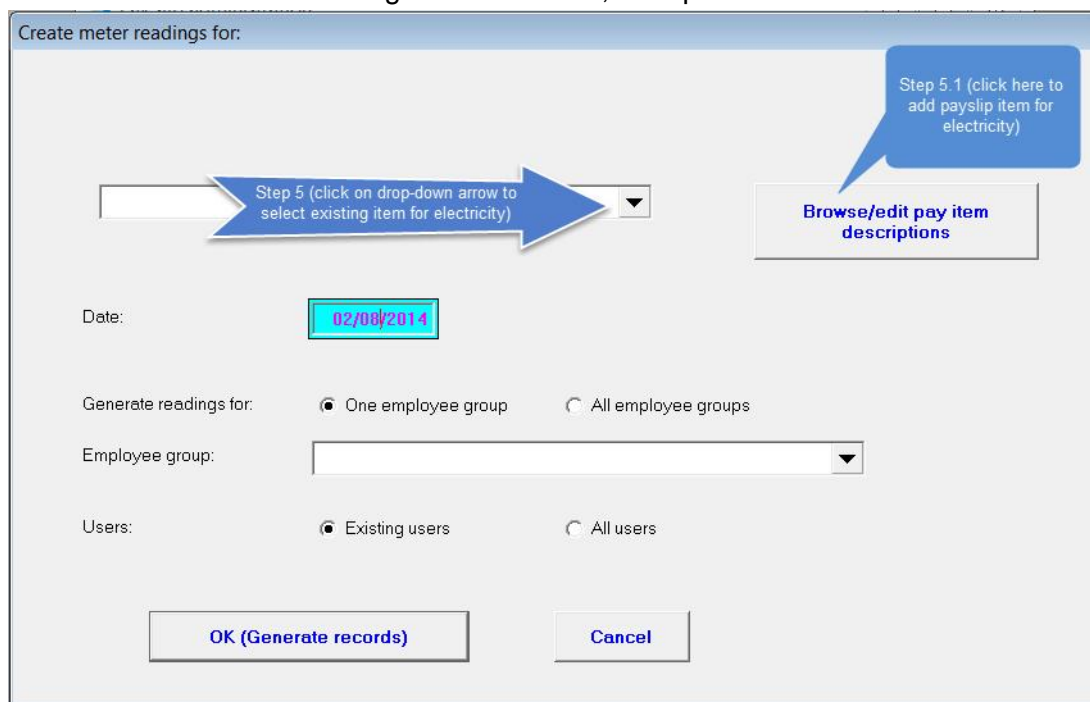 Create meter readings for:
Step 5.1 (click here to
add payslip item for
electricity)
Step 5 (click on drop-down arrow to
select existing item for electricity)
Browse/edit pay item
descriptions
Date:
02/08/2014
Generate readings for:
One employee group
All employee groups
Employee group:
Users:
Existing users
All users
OK (Generate records)
Cancel